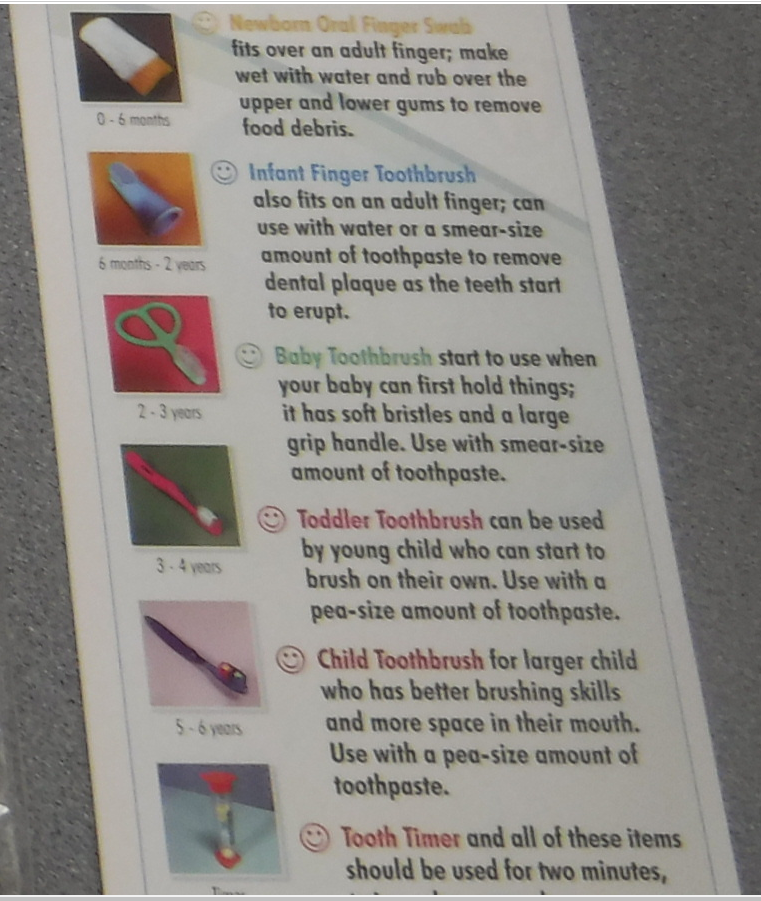 Newborn Oral Finger Swab
fits over an adult finger; make
wet with water and rub over the
upper and lower gums to remove
food debris.
0 - 6 months
Infant Finger Toothbrush
also fits on an adult finger; can
use with water or a smear-size
amount of toothpaste to remove
dental plaque as the teeth start
to erupt.
6 months - 2 years
Baby Toothbrush start to use when
your baby can first hold things;
it has soft bristles and a large
grip handle. Use with smear-size
amount of toothpaste.
2 - 3 years
Toddler Toothbrush can be used
by young child who can start to
brush on their own. Use with a
pea-size amount of toothpaste.
3 - 4 years
Child Toothbrush for larger child
who has better brushing skills
and more space in their mouth.
Use with a pea-size amount of
toothpaste.
5 - 6 years
Tooth Timer and all of these items
should be used for two minutes,